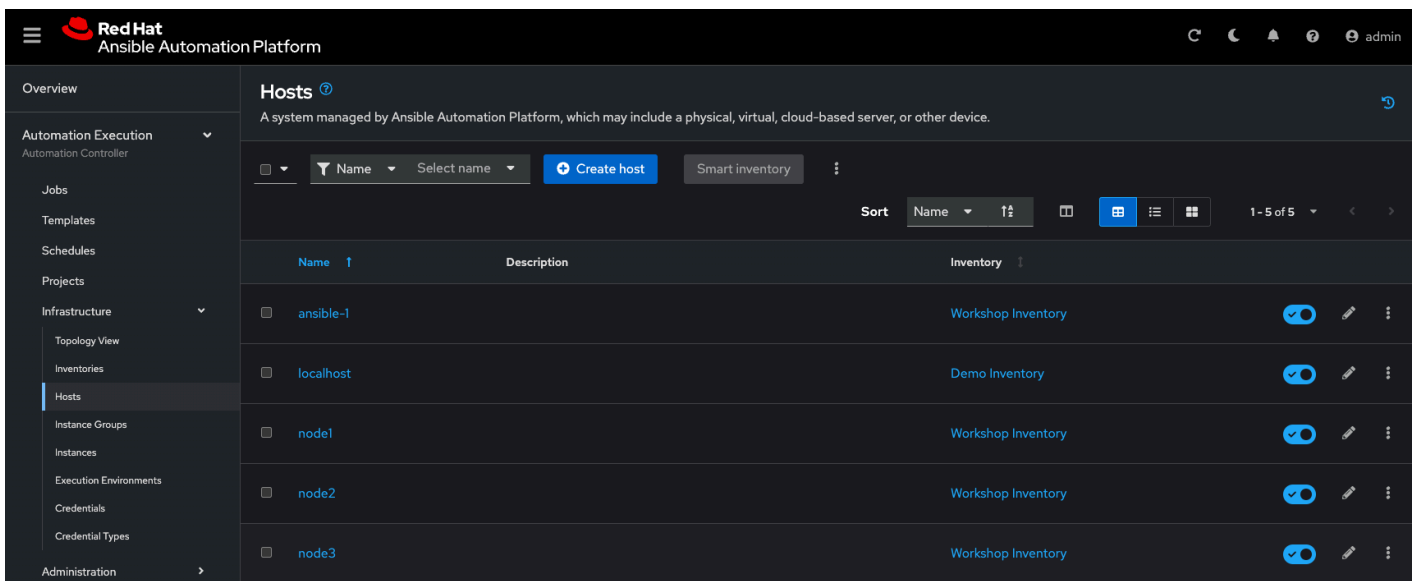 Red Hat
Ansible Automation Platform
admin
Overview
Automation Execution
Automation Controller
Jobs
Templates
Schedules
Projects
Infrastructure
Topology View
Inventories
Hosts
Instance Groups
Instances
Execution Environments
Credentials
Credential Types
Administration
Hosts
A system managed by Ansible Automation Platform, which may include a physical, virtual, cloud-based server, or other device.
Name Select name Create host Smart inventory
Sort Name 1 - 5 of 5
Name Description Inventory
ansible-1 Workshop Inventory
localhost Demo Inventory
node1 Workshop Inventory
node2 Workshop Inventory
node3 Workshop Inventory